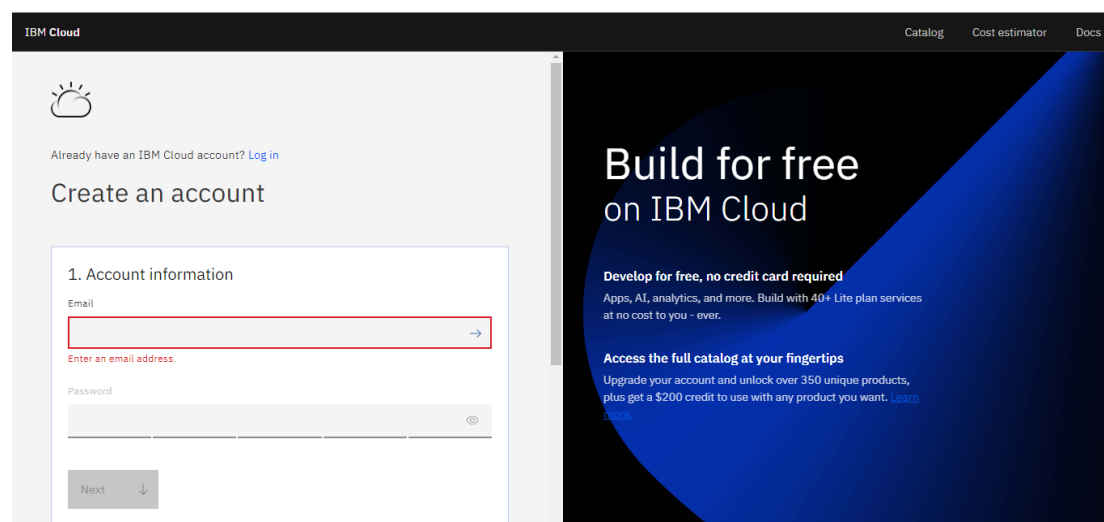 IBM Cloud
Catalog Cost estimator Docs
Already have an IBM Cloud account? Log in
Create an account
1. Account information
Email
Enter an email address.
Password
Next
Build for free
on IBM Cloud
Develop for free, no credit card required
Apps, AI, analytics, and more. Build with 40+ Lite plan services
at no cost to you - ever.
Access the full catalog at your fingertips
Upgrade your account and unlock over 350 unique products,
plus get a $200 credit to use with any product you want. Learn
more.